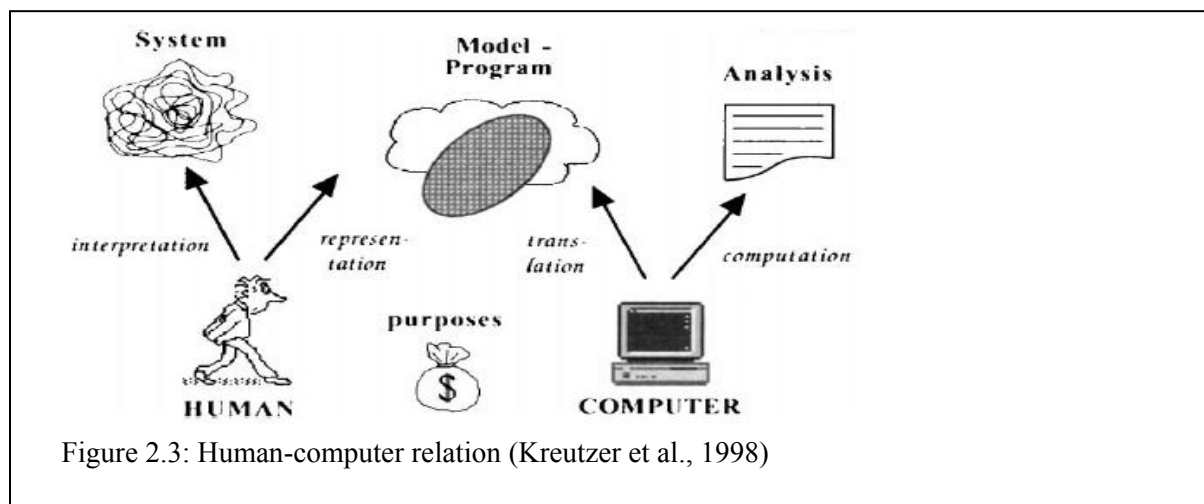 System
Model -
Program
Analysis
interpretation
represen-
tation
trans-
lation
computation
purposes
$
HUMAN
COMPUTER
Figure 2.3: Human-computer relation (Kreutzer et al., 1998)